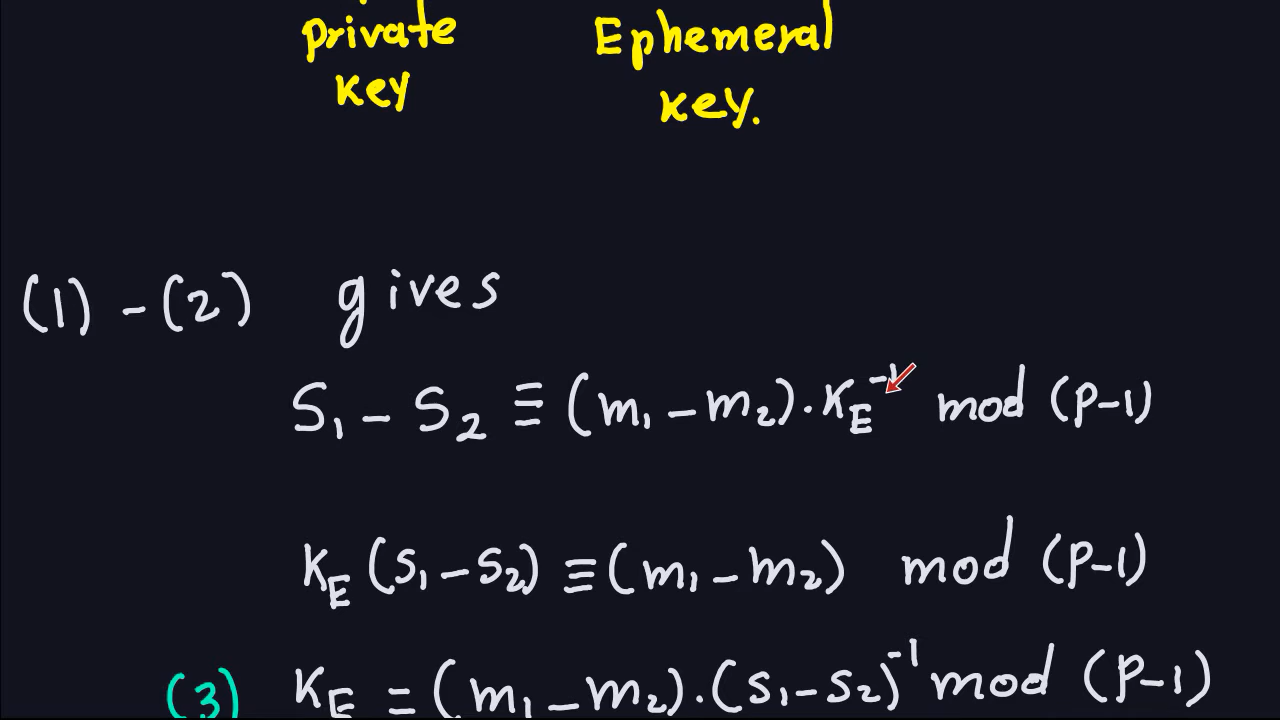 private Ephemeral
key key.
(1) - (2) gives
S₁ - S₂ ≡ (m₁ - m₂) . K_E⁻¹ mod (p-1)
K_E (S₁ - S₂) ≡ (m₁ - m₂) mod (p-1)
(3) K_E = (m₁ - m₂) . (S₁ - S₂)⁻¹ mod (p-1)